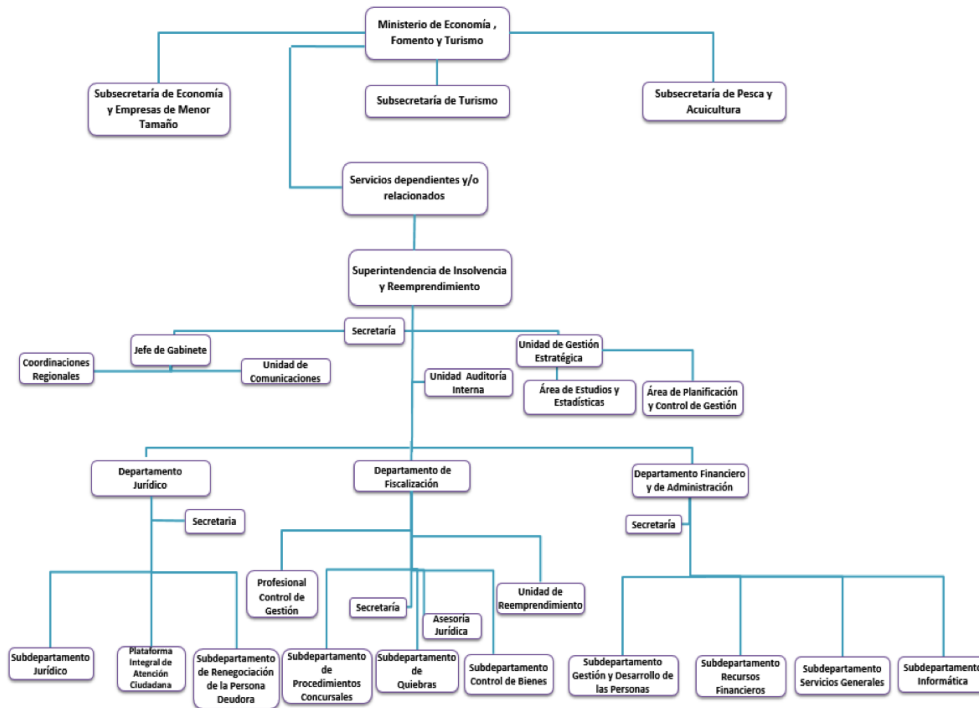 Ministerio de Economía ,
Fomento y Turismo
Subsecretaría de Economía
y Empresas de Menor
Tamaño
Subsecretaría de Turismo
Subsecretaría de Pesca y
Acuicultura
Servicios dependientes y/o
relacionados
Superintendencia de Insolvencia
y Reemprendimiento
Secretaría
Jefe de Gabinete
Unidad de Gestión
Estratégica
Coordinaciones
Regionales
Unidad de
Comunicaciones
Unidad Auditoría
Interna
Área de Estudios y
Estadísticas
Área de Planificación
y Control de Gestión
Departamento
Jurídico
Departamento de
Fiscalización
Departamento Financiero
y de Administración
Secretaria
Secretaría
Profesional
Control de
Gestión
Secretaría
Asesoría
Jurídica
Unidad de
Reemprendimiento
Subdepartamento
Jurídico
Plataforma
Integral de
Atención
Ciudadana
Subdepartamento
de Renegociación
de la Persona
Deudora
Subdepartamento
de
Procedimientos
Concursales
Subdepartamento
de
Quiebras
Subdepartamento
Control de Bienes
Subdepartamento
Gestión y Desarrollo de
las Personas
Subdepartamento
Recursos
Financieros
Subdepartamento
Servicios Generales
Subdepartamento
Informática